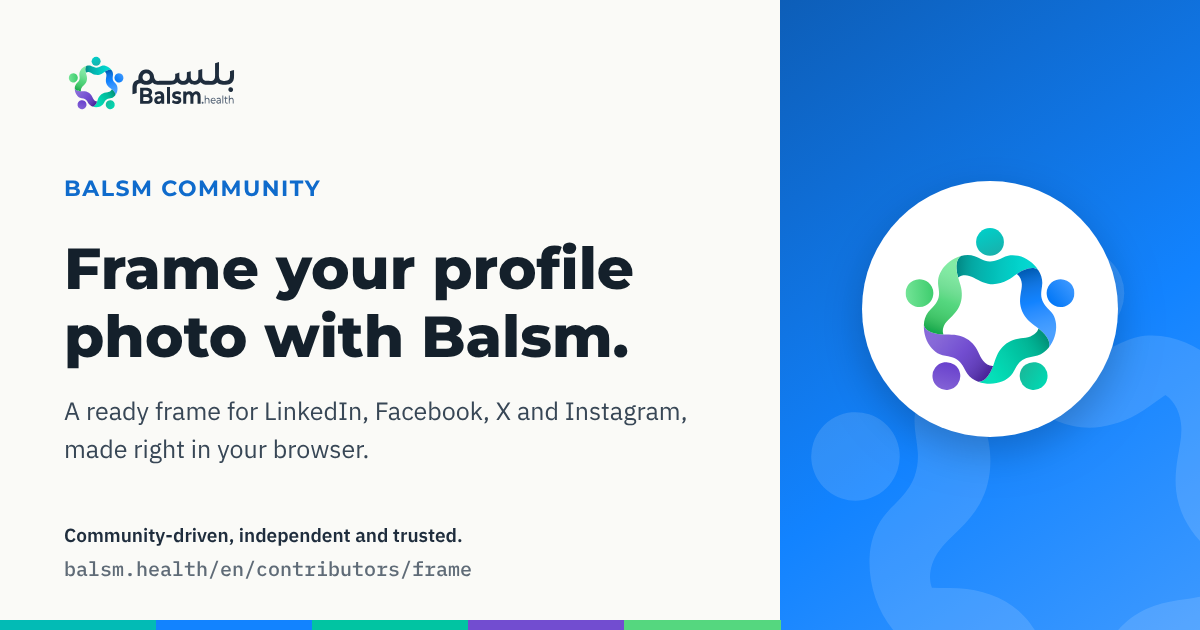 بلسم
Balsm.health
BALSM COMMUNITY
Frame your profile
photo with Balsm.
A ready frame for LinkedIn, Facebook, X and Instagram,
made right in your browser.
Community-driven, independent and trusted.
balsm.health/en/contributors/frame